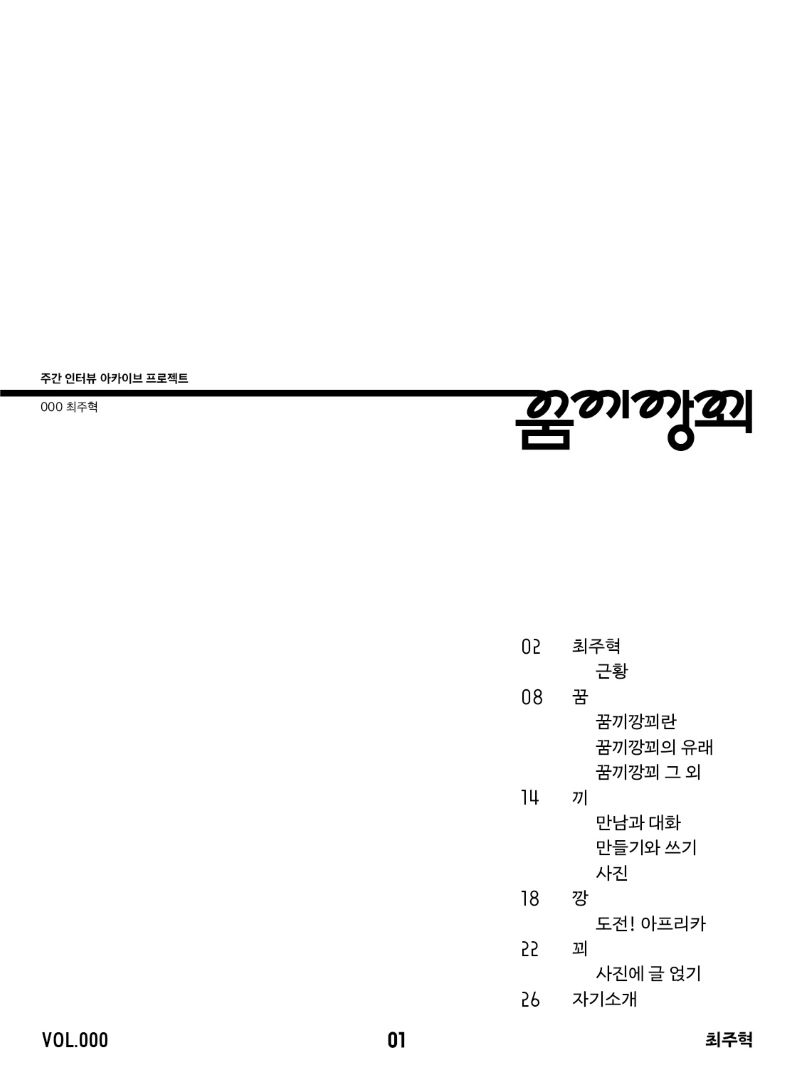 주간 인터뷰 아카이브 프로젝트
000 최주혁
꿈끼깡꾀
02 최주혁
근황
08 꿈
꿈끼깡꾀란
꿈끼깡꾀의 유래
꿈끼깡꾀 그 외
14 끼
만남과 대화
만들기와 쓰기
사진
18 깡
도전! 아프리카
22 꾀
사진에 글 얹기
26 자기소개
VOL.000
01
최주혁